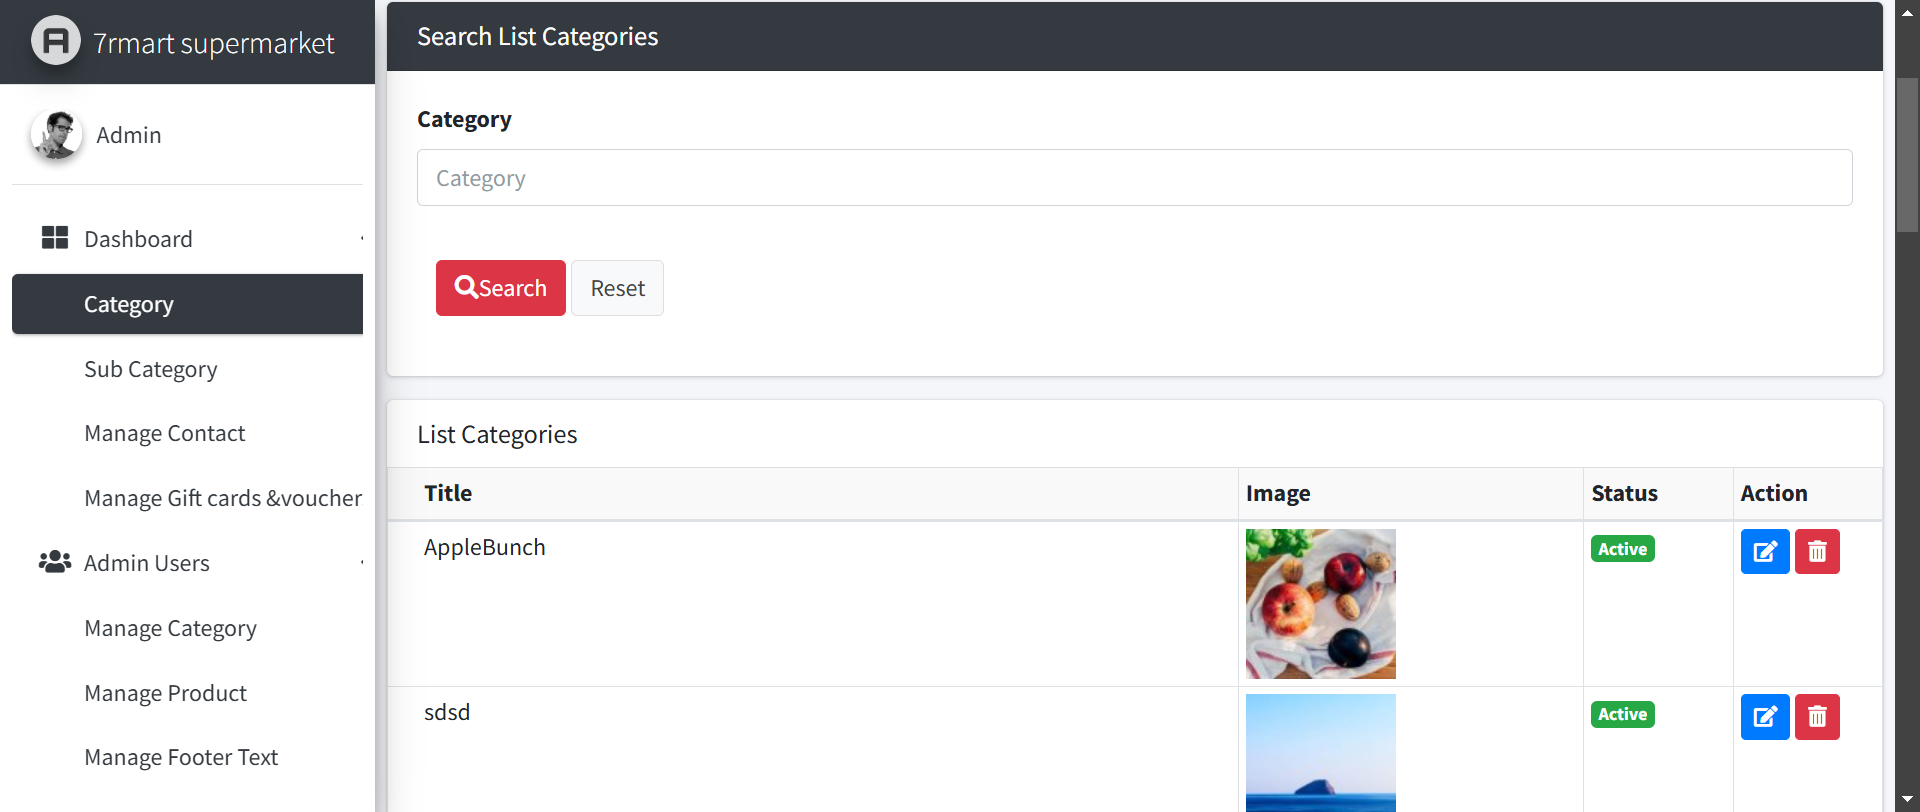 7rmart supermarket
Admin
Dashboard
Category
Sub Category
Manage Contact
Manage Gift cards &voucher
Admin Users
Manage Category
Manage Product
Manage Footer Text
Search List Categories
Category
Category
Search Reset
List Categories
Title Image Status Action
AppleBunch Active
sdsd Active